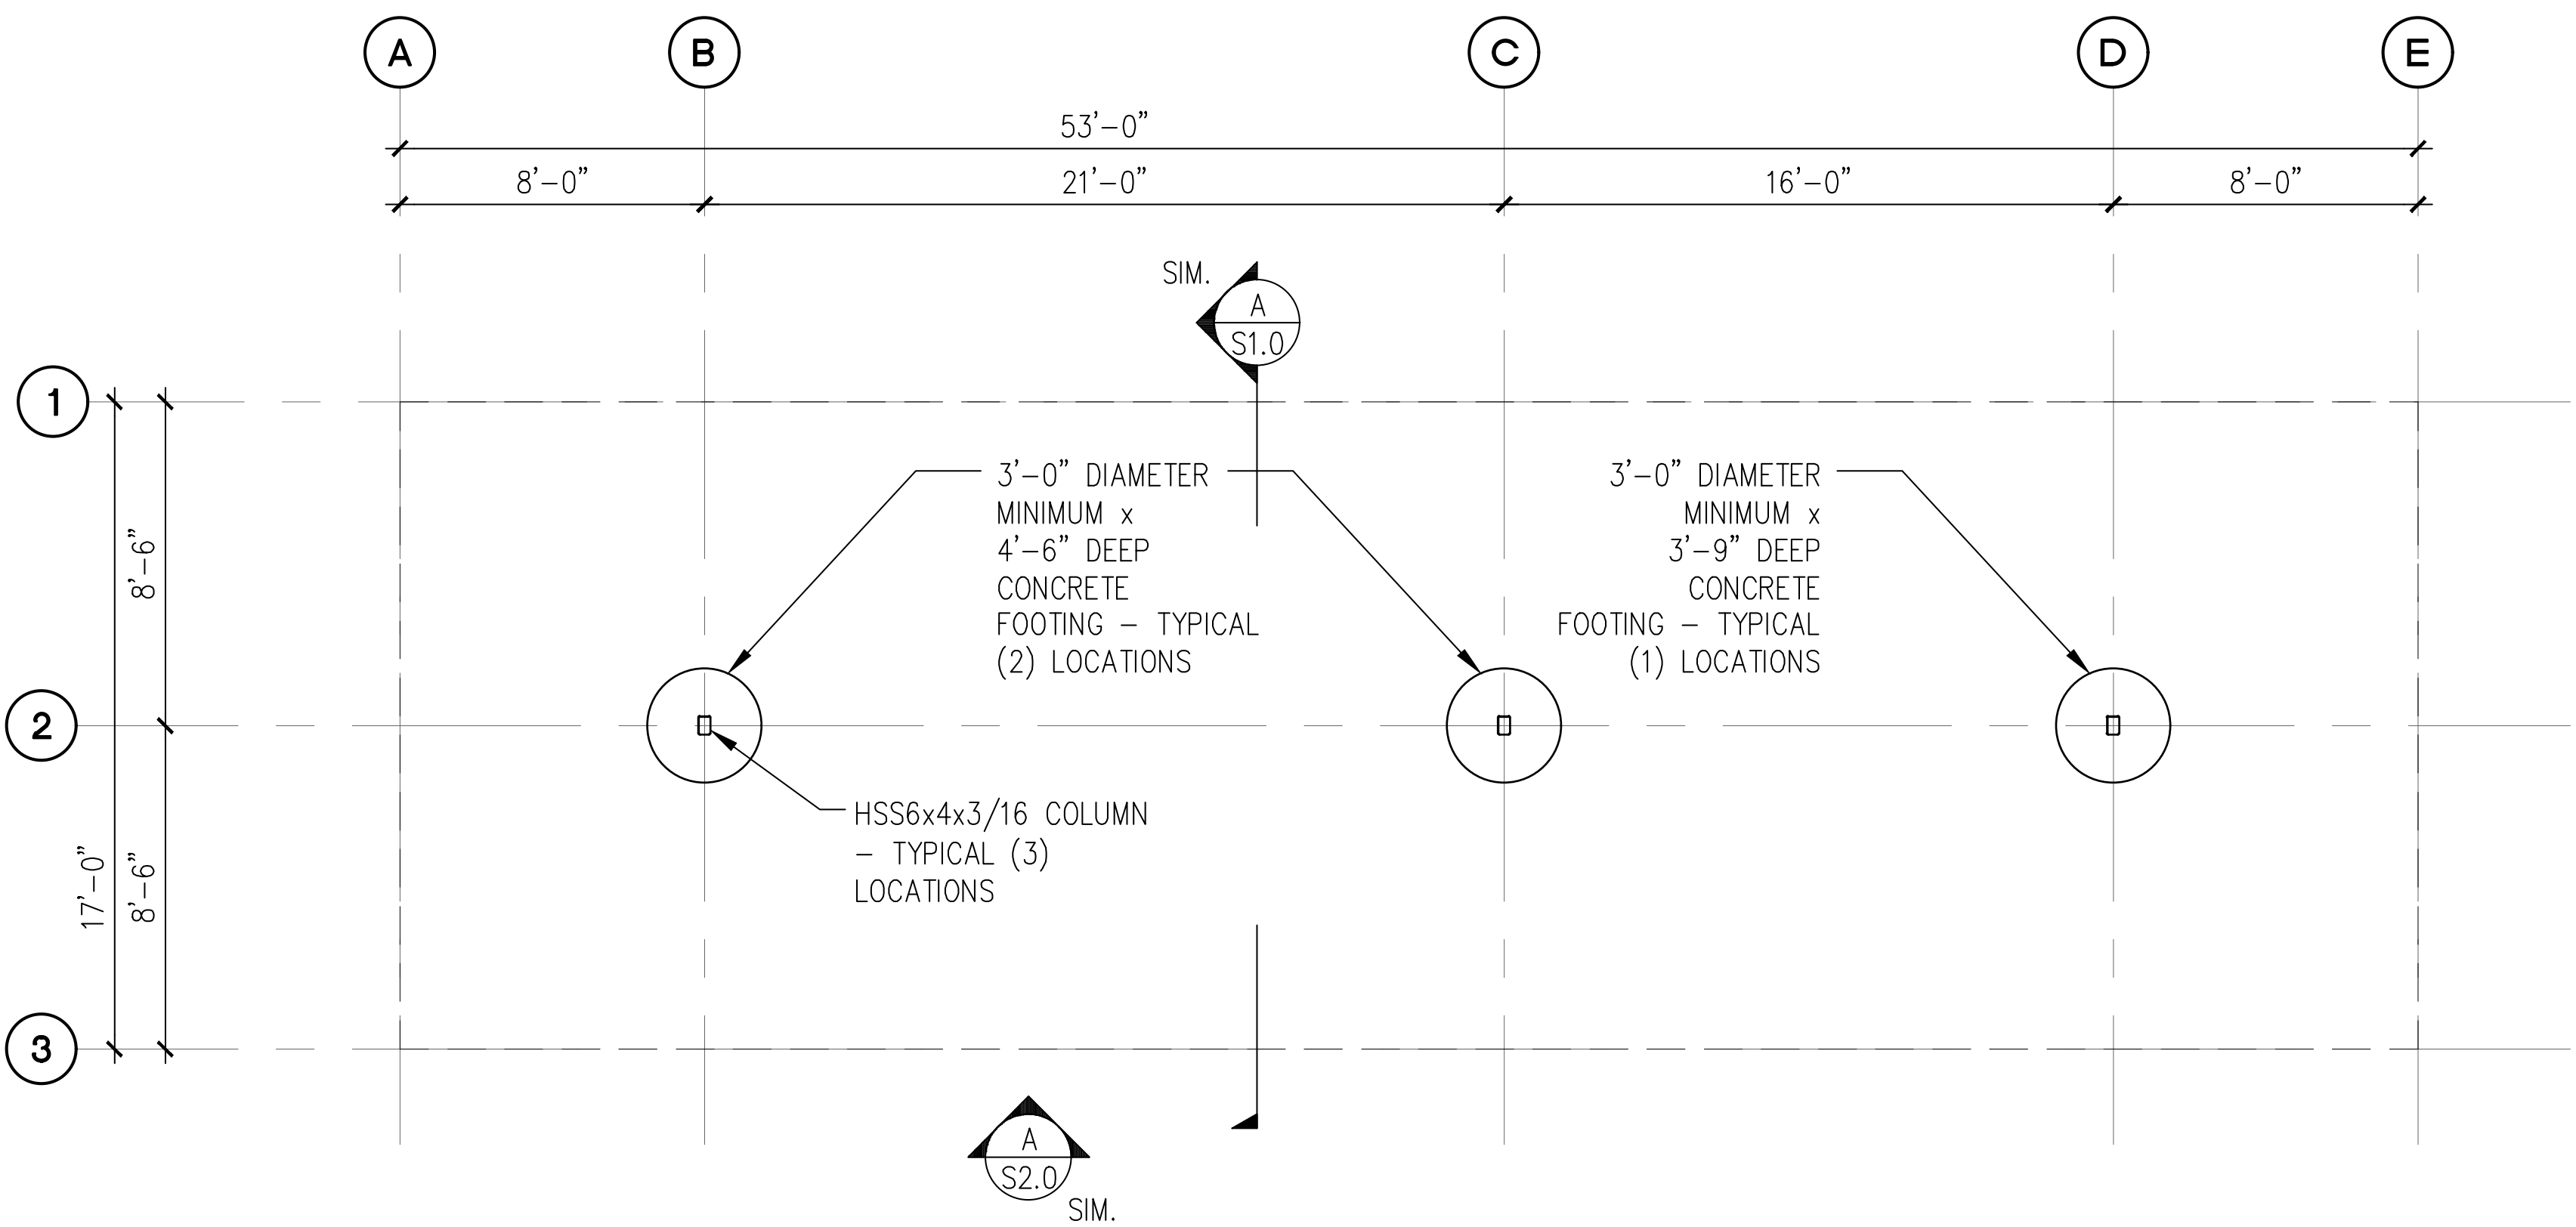 A
B
C
D
E
53'-0"
8'-0"
21'-0"
16'-0"
8'-0"
SIM.
A
S1.0
1
3'-0" DIAMETER
MINIMUM x
4'-6" DEEP
CONCRETE
FOOTING - TYPICAL
(2) LOCATIONS
3'-0" DIAMETER
MINIMUM x
3'-9" DEEP
CONCRETE
FOOTING - TYPICAL
(1) LOCATIONS
8'-6"
2
HSS6x4x3/16 COLUMN
- TYPICAL (3)
LOCATIONS
17'-0"
8'-6"
3
A
S2.0
SIM.